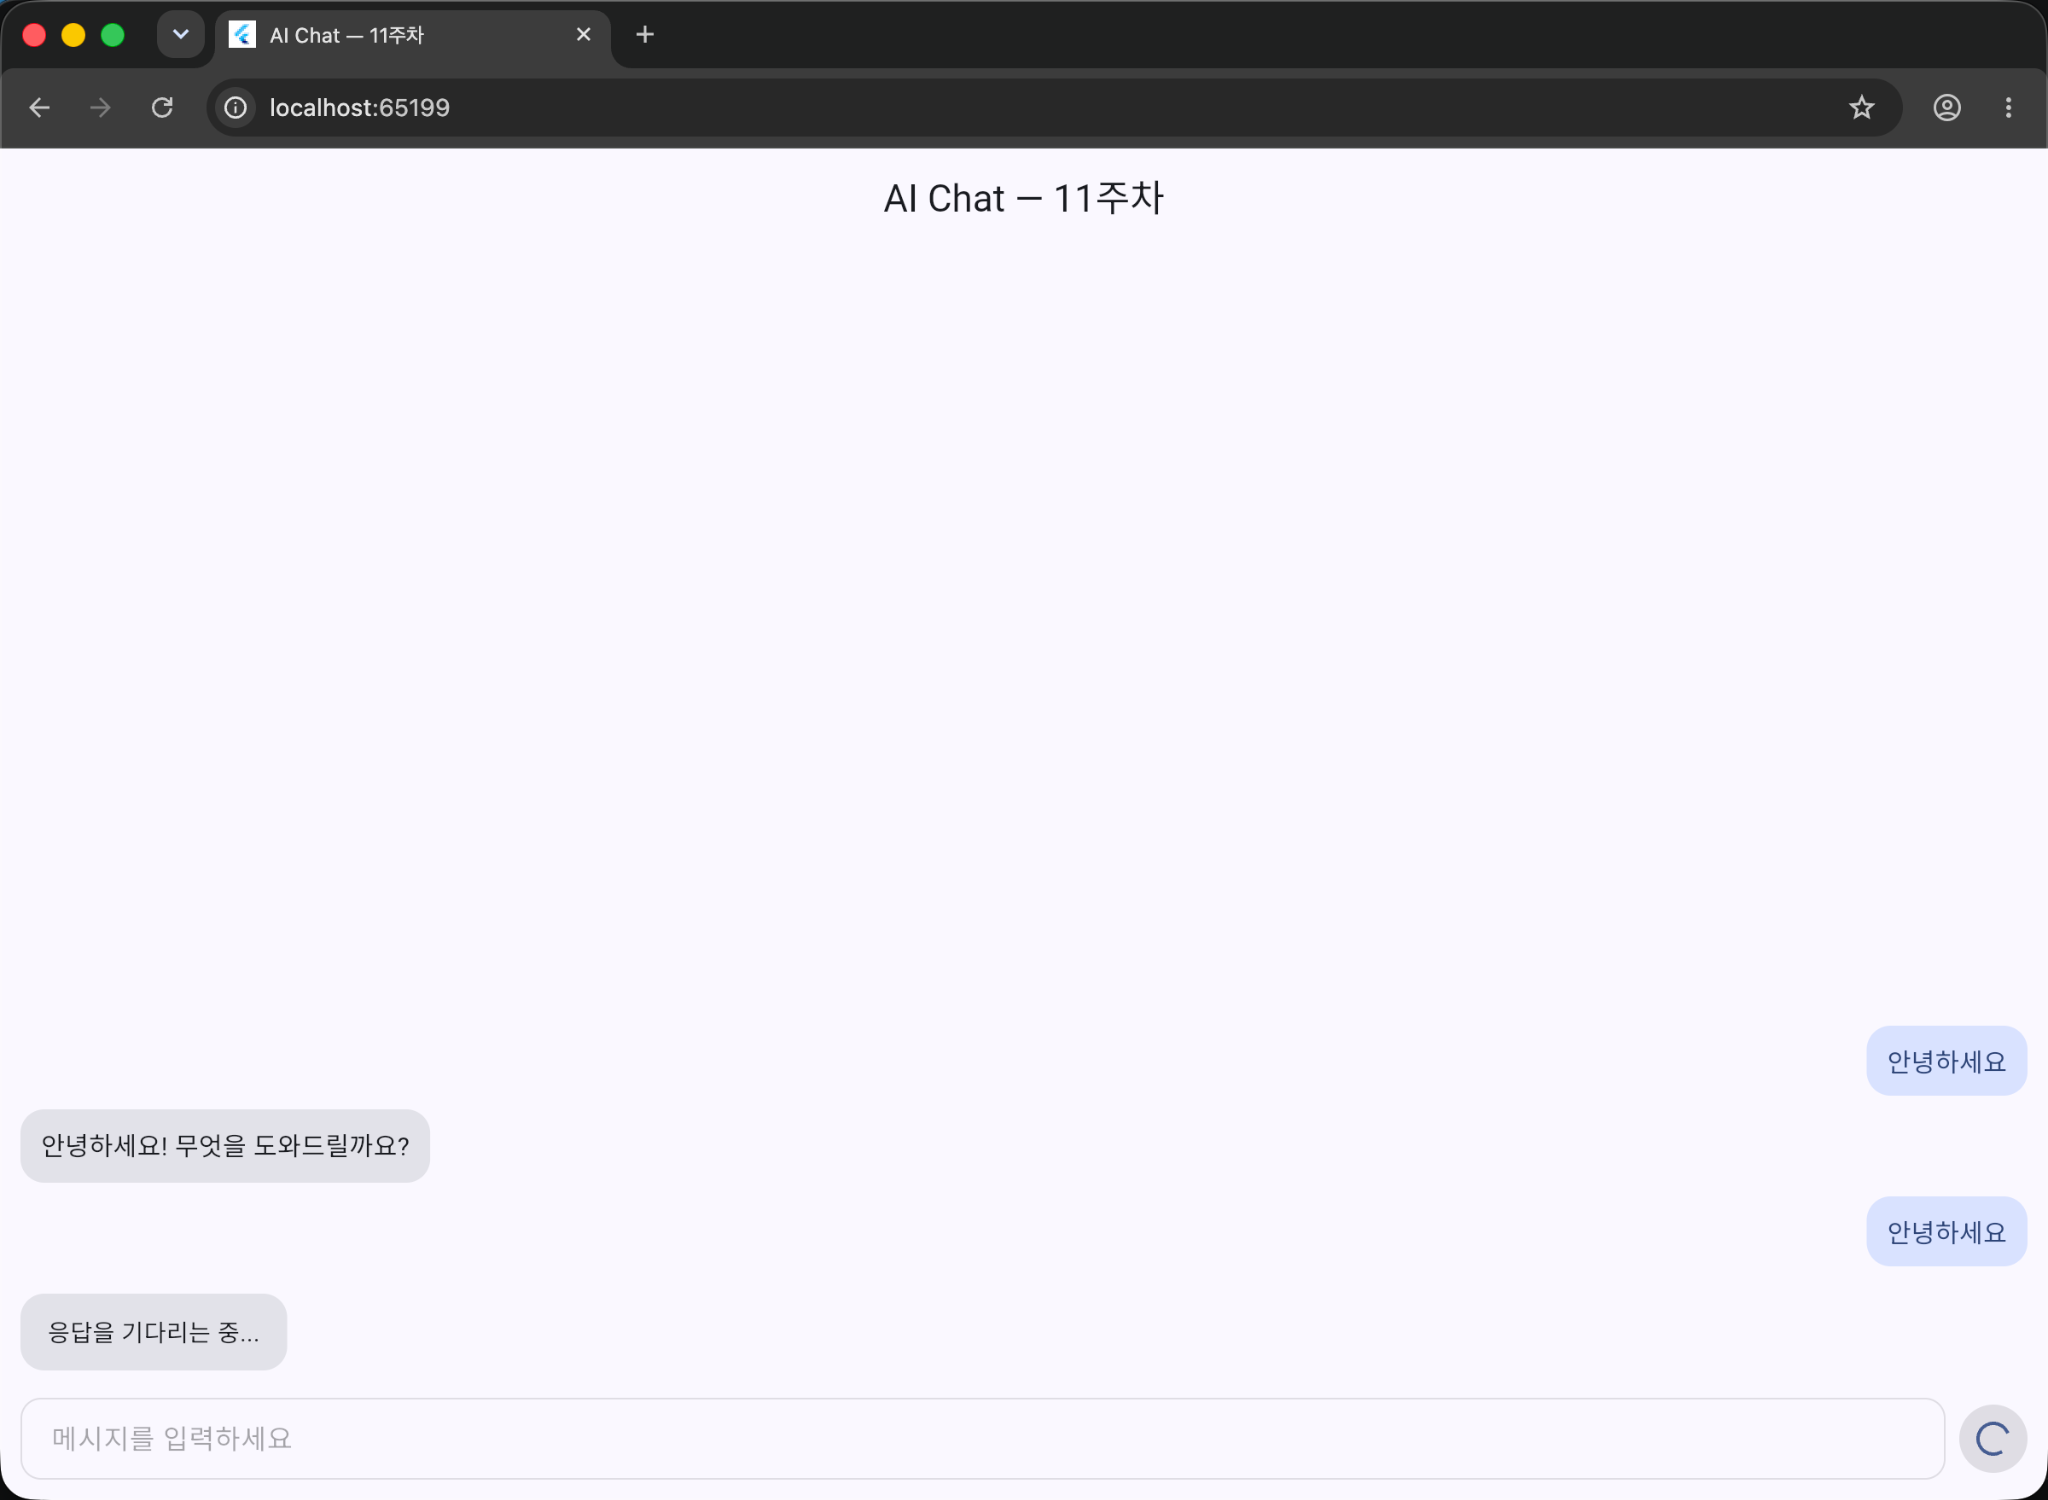 AI Chat — 11주차
localhost:65199
AI Chat — 11주차
안녕하세요
안녕하세요! 무엇을 도와드릴까요?
안녕하세요
응답을 기다리는 중...
메시지를 입력하세요